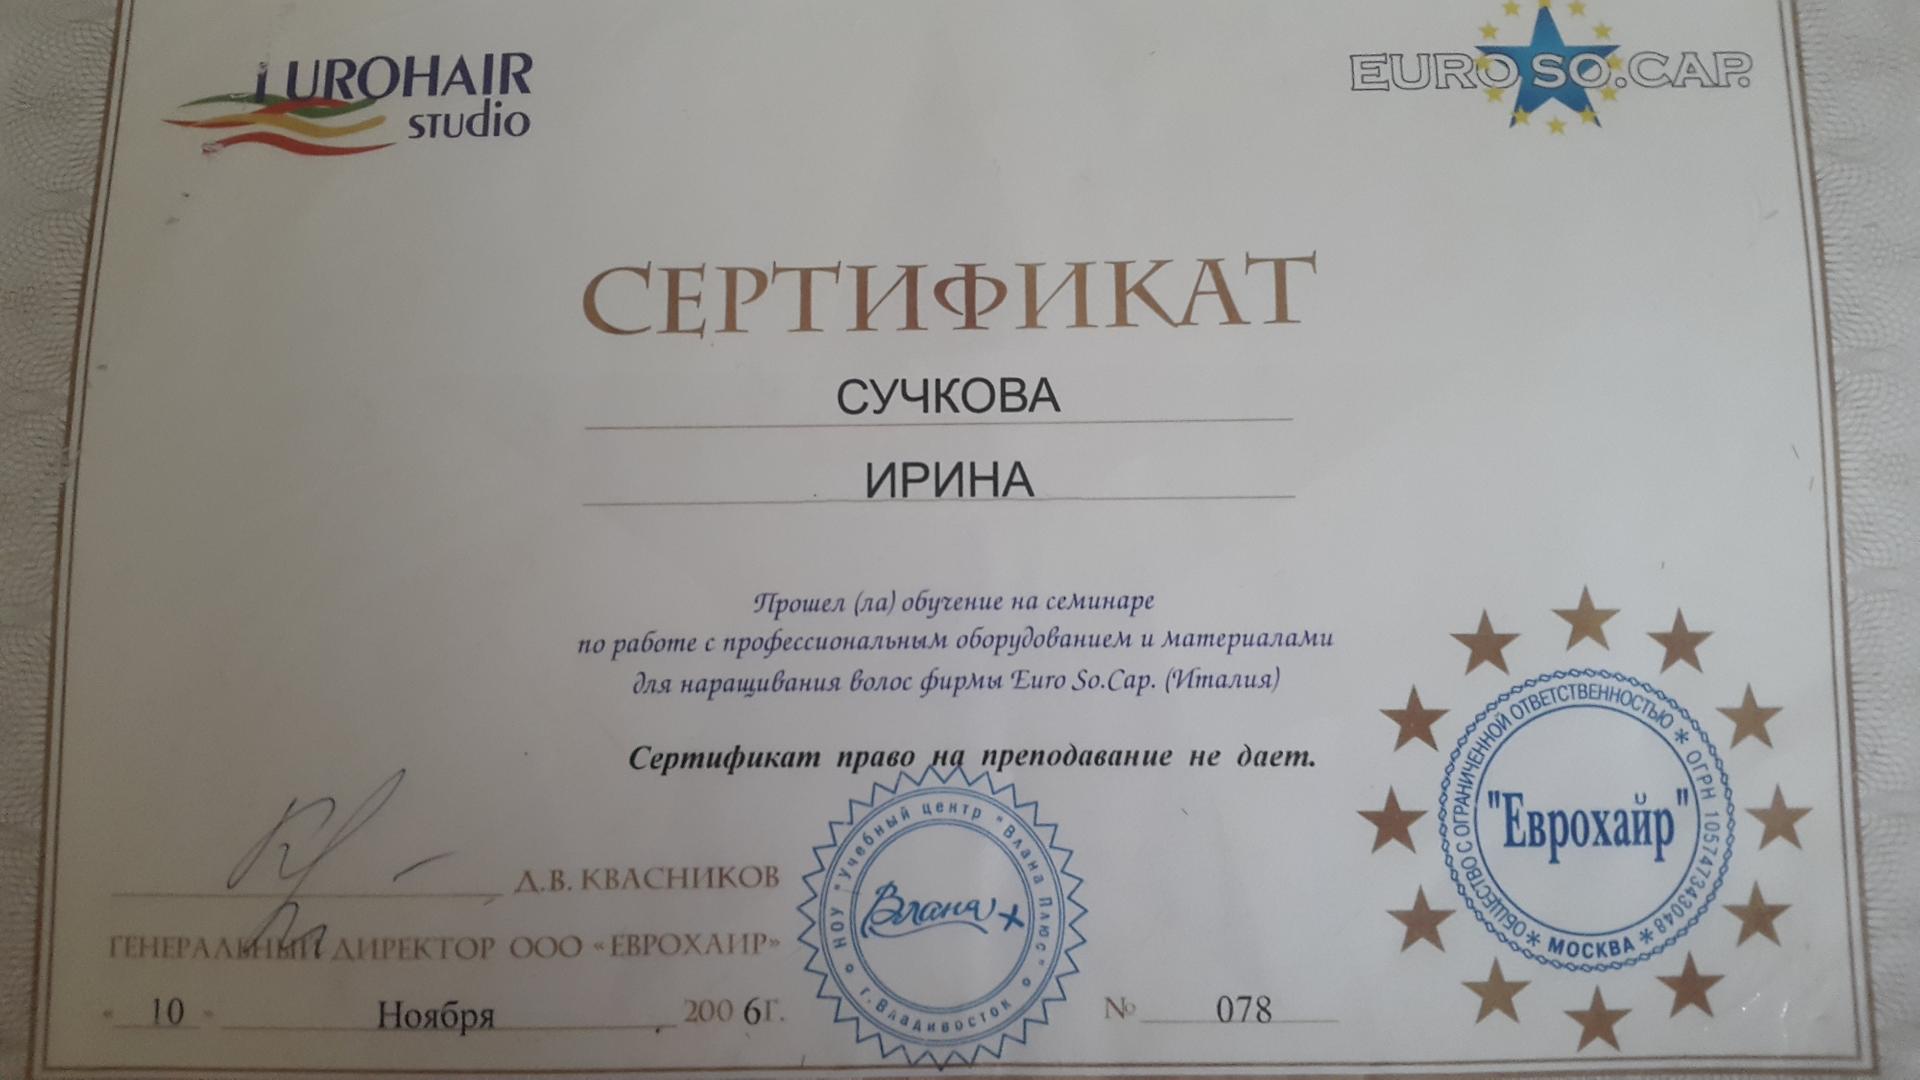 EUROHAIR
studio
EURO SO.CAP.
СЕРТИФИКАТ
СУЧКОВА
ИРИНА
Прошел (ла) обучение на семинаре
по работе с профессиональным оборудованием и материалами
для наращивания волос фирмы Euro So.Cap. (Италия)
Сертификат право на преподавание не дает.
Д.В. КВАСНИКОВ
ГЕНЕРАЛЬНЫЙ ДИРЕКТОР ООО «ЕВРОХАИР»
« 10 » Ноября 2006г.
№ 078
НОУ "Учебный центр "Влана Плюс"
г. Владивосток
Влана+
ОБЩЕСТВО С ОГРАНИЧЕННОЙ ОТВЕТСТВЕННОСТЬЮ * ОГРН 105747343048 * МОСКВА *
"Еврохайр"